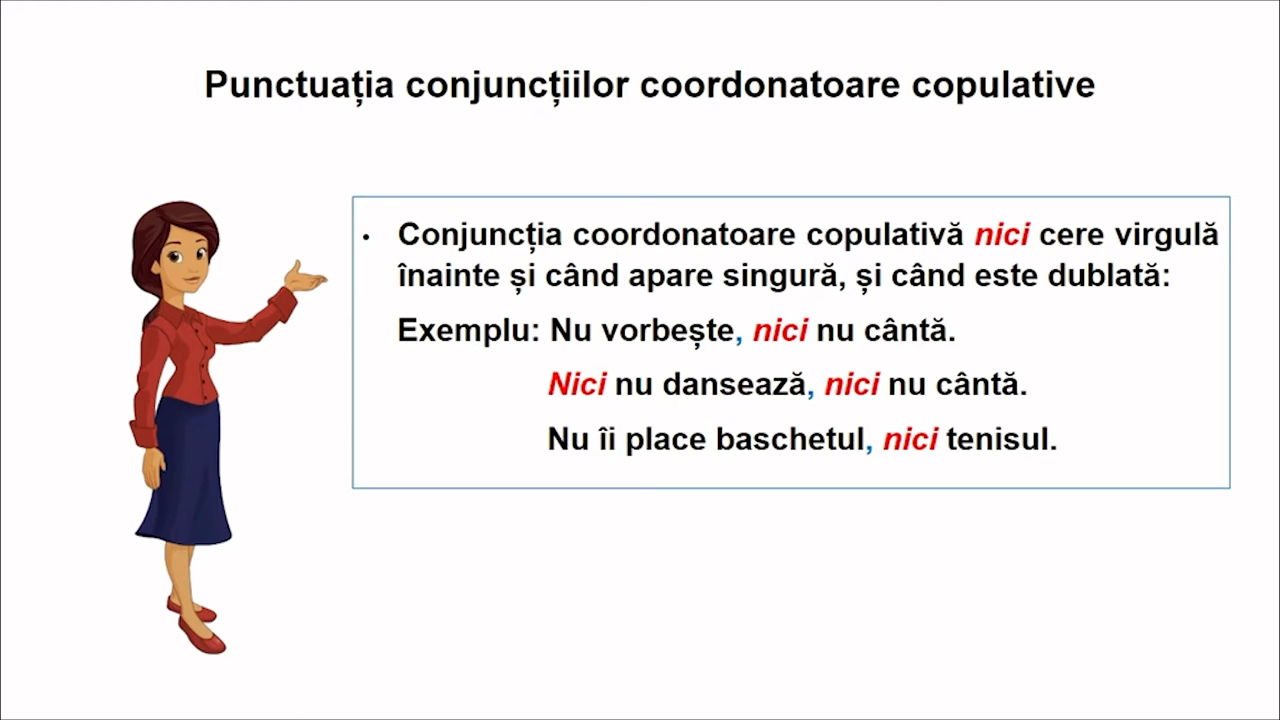 Punctuația conjuncțiilor coordonatoare copulative
• Conjuncția coordonatoare copulativă nici cere virgulă
înainte și când apare singură, și când este dublată:
Exemplu: Nu vorbește, nici nu cântă.
Nici nu dansează, nici nu cântă.
Nu îi place baschetul, nici tenisul.